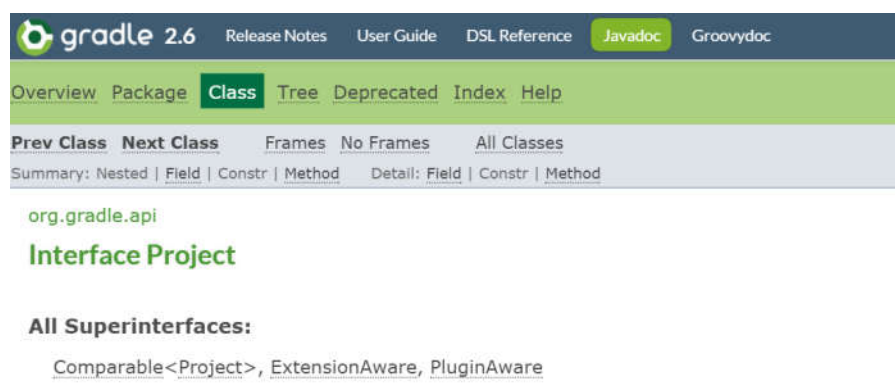 gradle 2.6 Release Notes User Guide DSL Reference Javadoc Groovydoc
Overview Package Class Tree Deprecated Index Help
Prev Class Next Class Frames No Frames All Classes
Summary: Nested | Field | Constr | Method Detail: Field | Constr | Method
org.gradle.api
Interface Project
All Superinterfaces:
Comparable<Project>, ExtensionAware, PluginAware